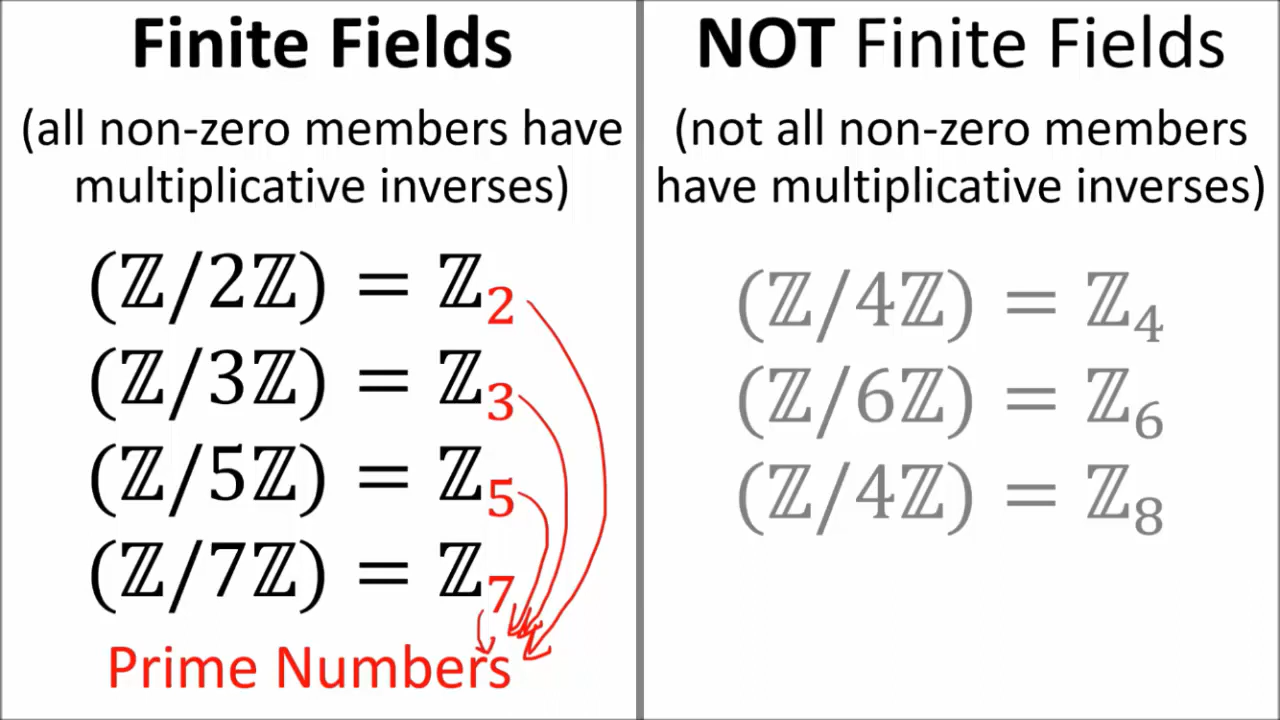 Finite Fields
(all non-zero members have
multiplicative inverses)
(ℤ/2ℤ) = ℤ₂
(ℤ/3ℤ) = ℤ₃
(ℤ/5ℤ) = ℤ₅
(ℤ/7ℤ) = ℤ₇
Prime Numbers
NOT Finite Fields
(not all non-zero members
have multiplicative inverses)
(ℤ/4ℤ) = ℤ₄
(ℤ/6ℤ) = ℤ₆
(ℤ/4ℤ) = ℤ₈